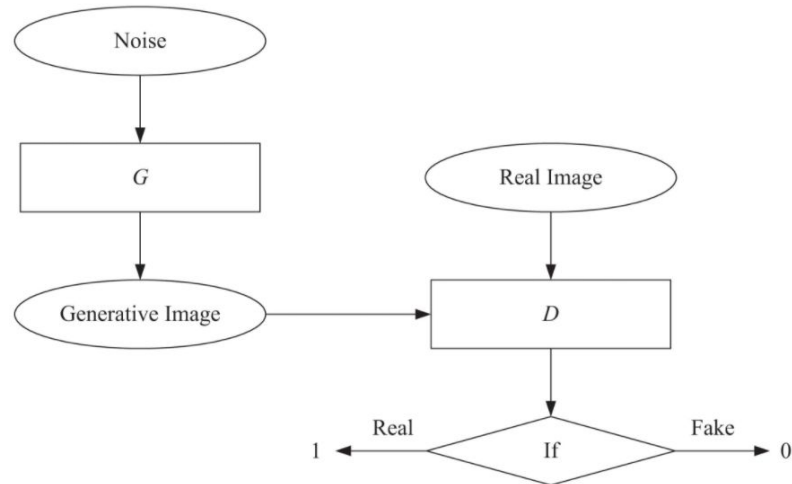 Noise
G
Real Image
Generative Image
D
Real
Fake
1
If
0